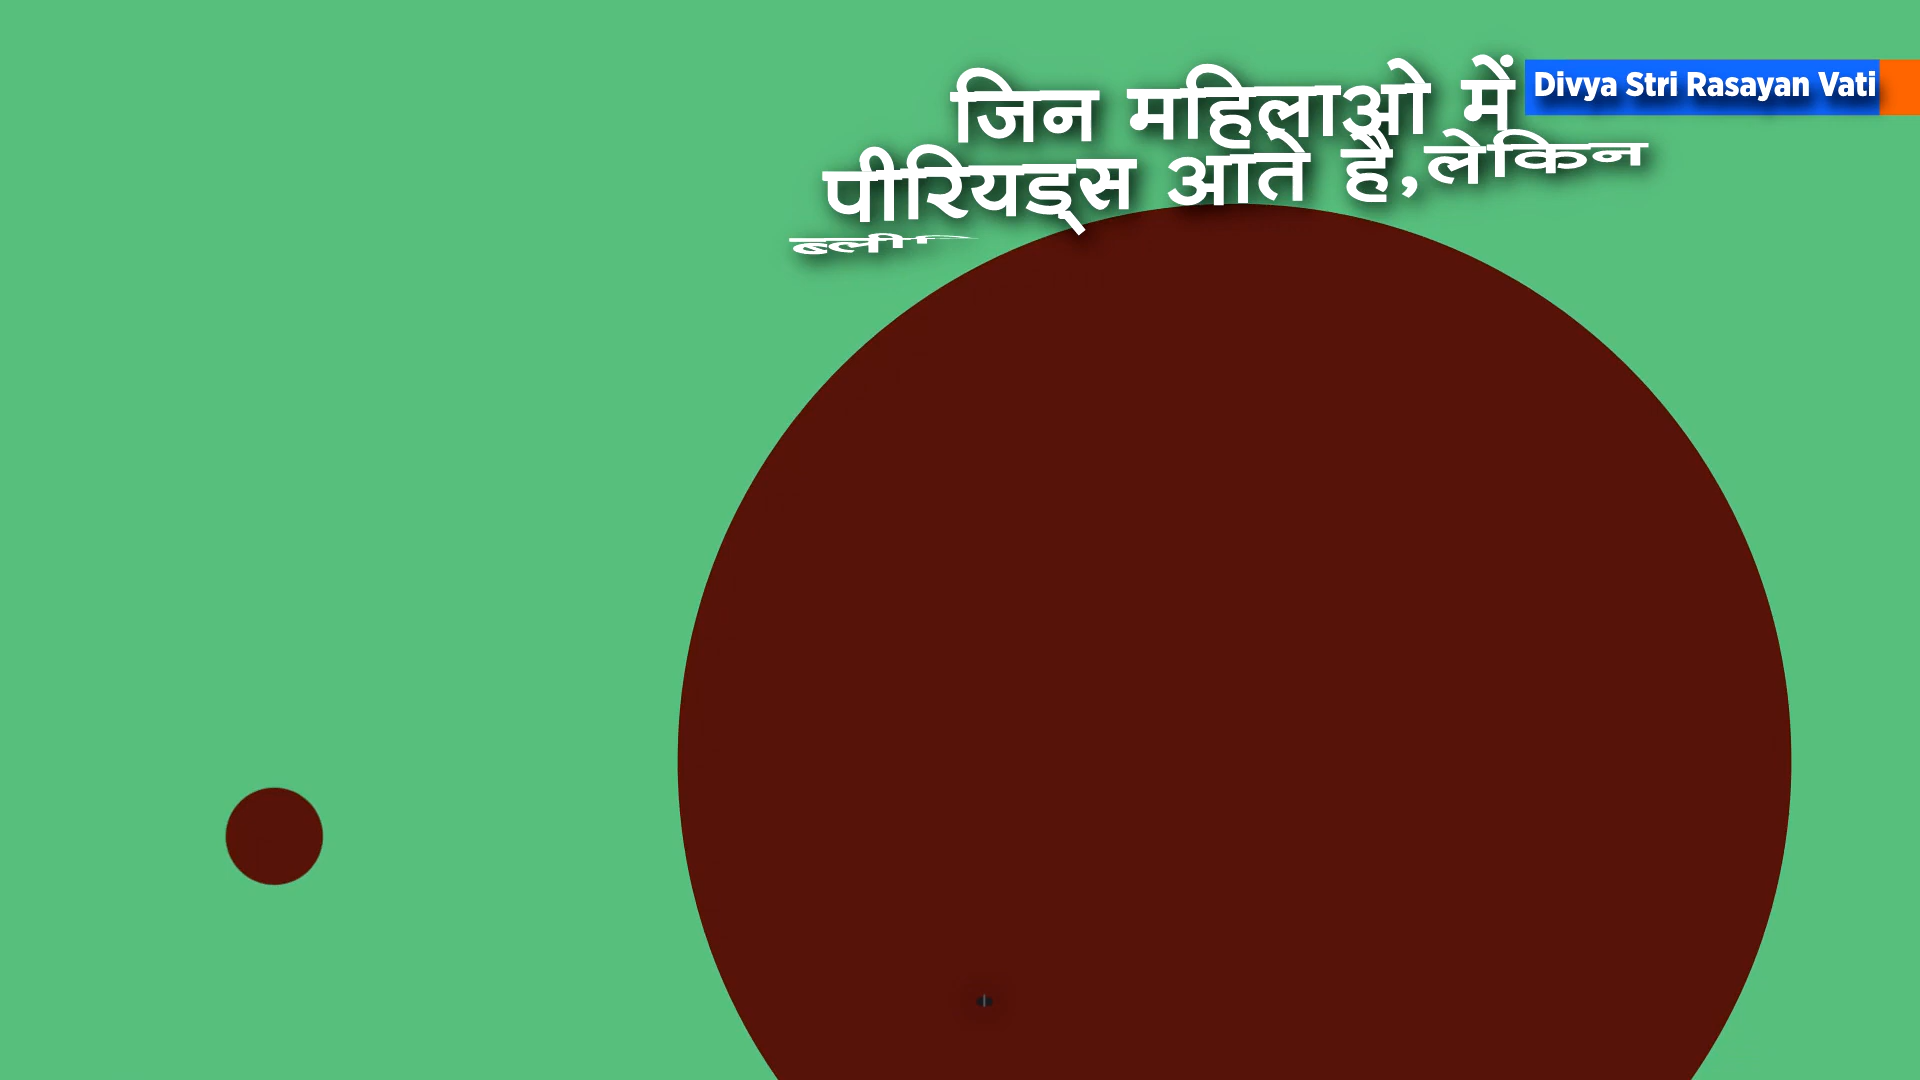 जिन महिलाओ में
Divya Stri Rasayan Vati
पीरियड्स आते है,लेकिन